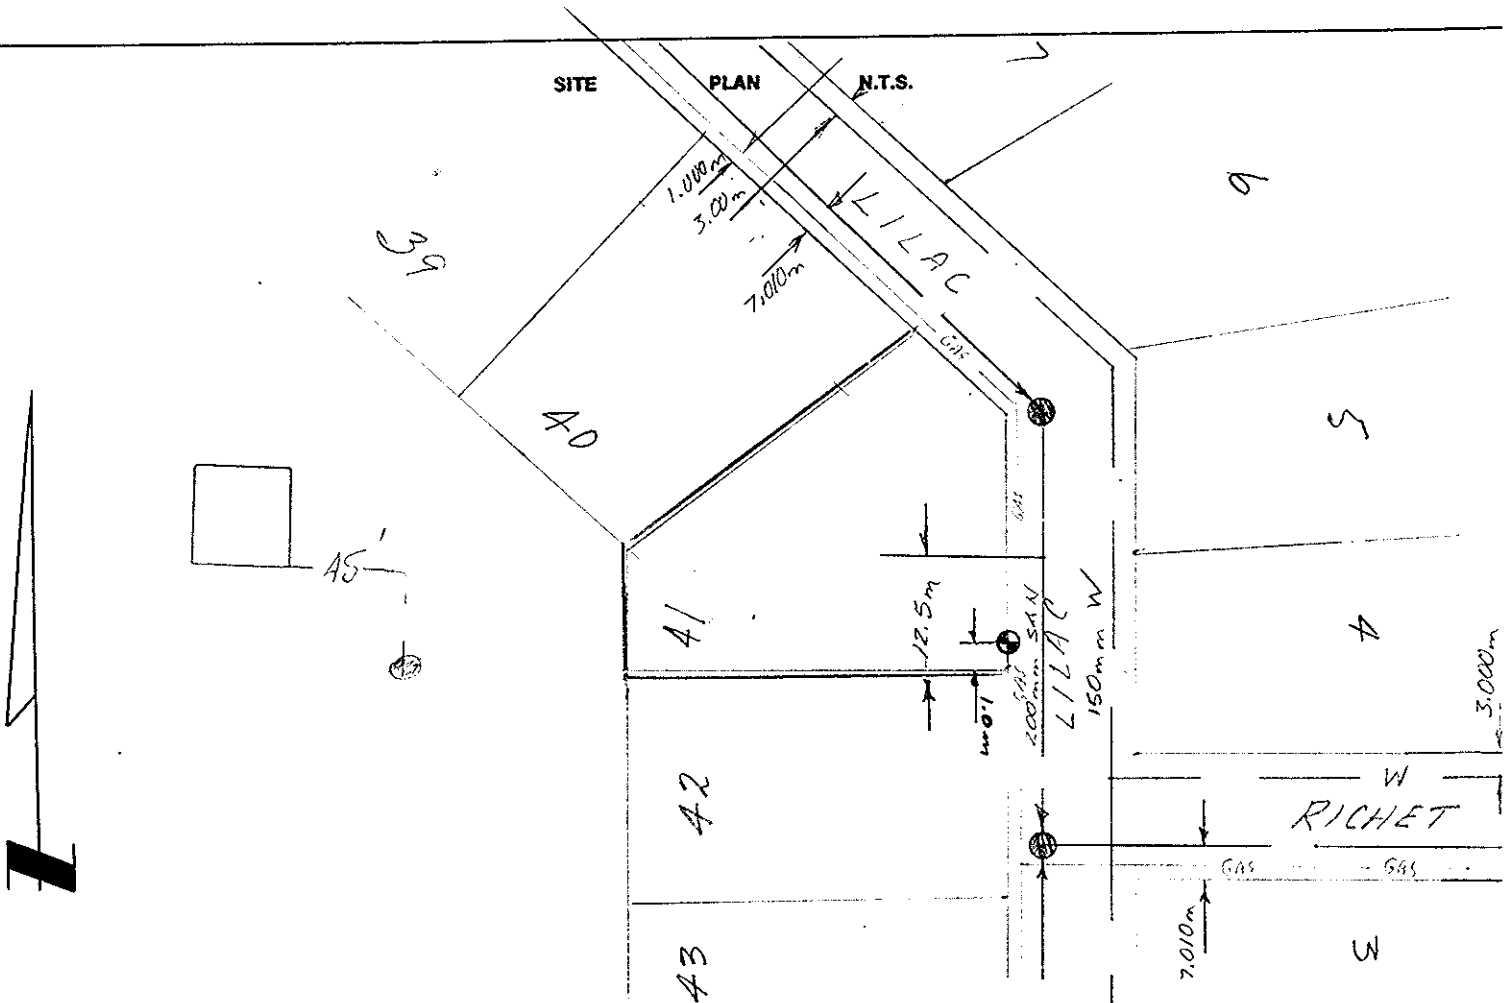 SITE PLAN N.T.S.
7
1.000m
3.00m
7.010m
LILAC
6
39
40
GAS
5
GAS
45'
41
12.5m
1.0m
GAS
200mm SAN
LILAC
150mm W
4
3.000m
42
W
RICHET
GAS
GAS
7.010m
43
3